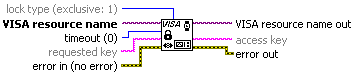 lock type (exclusive: 1)
VISA resource name
timeout (0)
requested key
error in (no error)
VISA
VISA resource name out
access key
error out